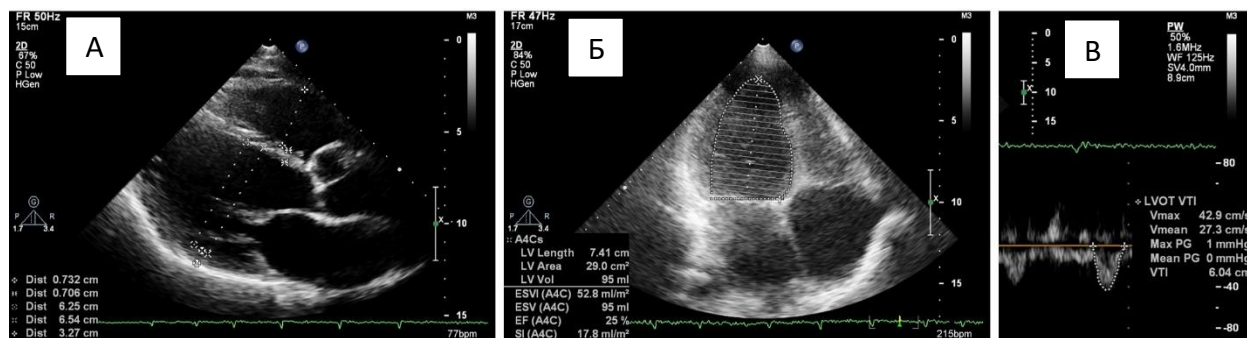 FR 50Hz
15cm
2D
67%
C 50
P Low
HGen
А
P
M3
0
5
10
15
X
G
P R
1.7 3.4
Dist 0.732 cm
Dist 0.706 cm
Dist 6.25 cm
Dist 6.54 cm
Dist 3.27 cm
77bpm
FR 47Hz
17cm
2D
84%
C 50
P Low
HGen
Б
P
M3
0
5
10
15
X
G
P R
1.7 3.4
A4Cs
LV Length 7.41 cm
LV Area 29.0 cm²
LV Vol 95 ml
ESVI (A4C) 52.8 ml/m²
ESV (A4C) 95 ml
EF (A4C) 25 %
SI (A4C) 17.8 ml/m²
215bpm
В
M3
PW
50%
1.6MHz
WF 125Hz
SV4.0mm
8.9cm
0
5
10
15
X
80
LVOT VTI
Vmax 42.9 cm/s
Vmean 27.3 cm/s
Max PG 1 mmHg
Mean PG 0 mmHg
VTI 6.04 cm
-40
-80